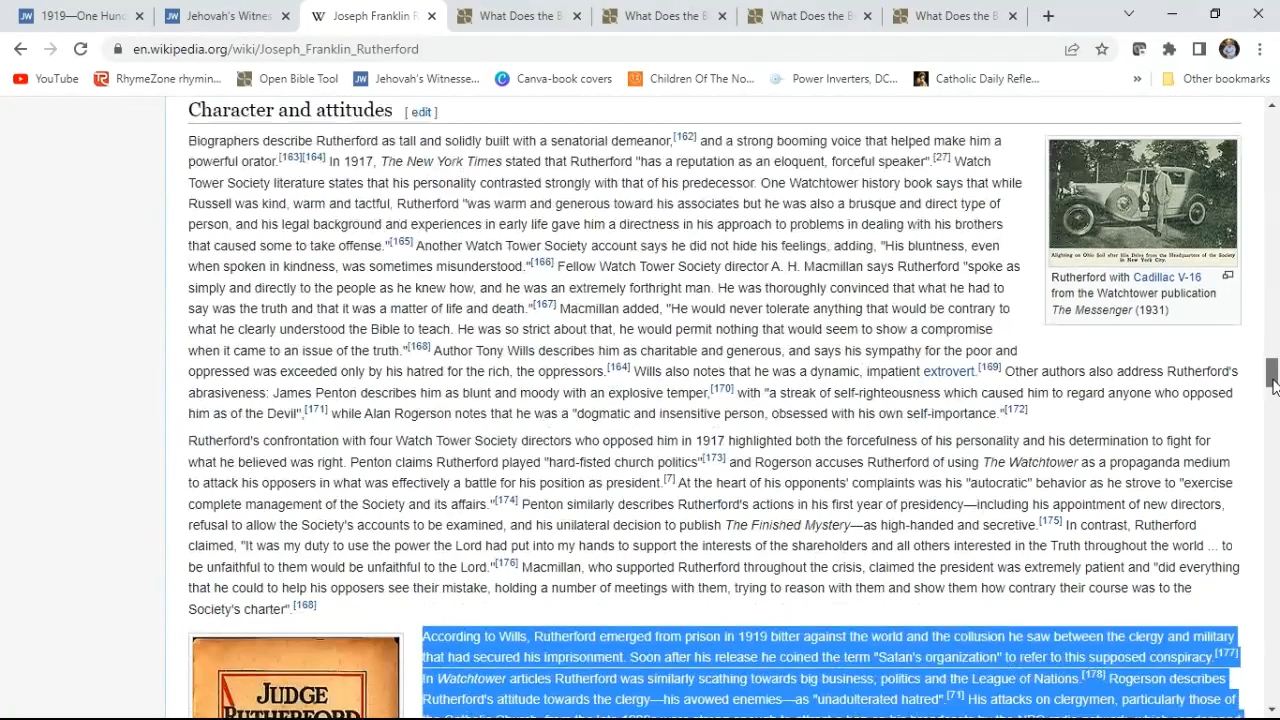 1919—One Hun
Jehovah's Witnes
Joseph Franklin R
What Does the B
What Does the B
What Does the B
What Does the B
en.wikipedia.org/wiki/Joseph_Franklin_Rutherford
YouTube
RhymeZone rhymin...
Open Bible Tool
Jehovah's Witnesse...
Canva-book covers
Children Of The No...
Power Inverters, DC...
Catholic Daily Refle...
»
Other bookmarks
Character and attitudes [ edit ]
Biographers describe Rutherford as tall and solidly built with a senatorial demeanor,[162] and a strong booming voice that helped make him a
powerful orator.[163][164] In 1917, The New York Times stated that Rutherford "has a reputation as an eloquent, forceful speaker".[27] Watch
Tower Society literature states that his personality contrasted strongly with that of his predecessor. One Watchtower history book says that while
Russell was kind, warm and tactful, Rutherford "was warm and generous toward his associates but he was also a brusque and direct type of
person, and his legal background and experiences in early life gave him a directness in his approach to problems in dealing with his brothers
that caused some to take offense."[165] Another Watch Tower Society account says he did not hide his feelings, adding, "His bluntness, even
when spoken in kindness, was sometimes misunderstood."[166] Fellow Watch Tower Society director A. H. Macmillan says Rutherford "spoke as
simply and directly to the people as he knew how, and he was an extremely forthright man. He was thoroughly convinced that what he had to
say was the truth and that it was a matter of life and death."[167] Macmillan added, "He would never tolerate anything that would be contrary to
what he clearly understood the Bible to teach. He was so strict about that, he would permit nothing that would seem to show a compromise
when it came to an issue of the truth."[168] Author Tony Wills describes him as charitable and generous, and says his sympathy for the poor and
oppressed was exceeded only by his hatred for the rich, the oppressors.[164] Wills also notes that he was a dynamic, impatient extrovert.[169] Other authors also address Rutherford's
abrasiveness: James Penton describes him as blunt and moody with an explosive temper,[170] with "a streak of self-righteousness which caused him to regard anyone who opposed
him as of the Devil",[171] while Alan Rogerson notes that he was a "dogmatic and insensitive person, obsessed with his own self-importance."[172]
Alighting on Ohio Soil after His Drive from the Headquarters of the Society
in New York City.
Rutherford with Cadillac V-16
from the Watchtower publication
The Messenger (1931)
Rutherford's confrontation with four Watch Tower Society directors who opposed him in 1917 highlighted both the forcefulness of his personality and his determination to fight for
what he believed was right. Penton claims Rutherford played "hard-fisted church politics"[173] and Rogerson accuses Rutherford of using The Watchtower as a propaganda medium
to attack his opposers in what was effectively a battle for his position as president.[7] At the heart of his opponents' complaints was his "autocratic" behavior as he strove to "exercise
complete management of the Society and its affairs."[174] Penton similarly describes Rutherford's actions in his first year of presidency—including his appointment of new directors,
refusal to allow the Society's accounts to be examined, and his unilateral decision to publish The Finished Mystery—as high-handed and secretive.[175] In contrast, Rutherford
claimed, "It was my duty to use the power the Lord had put into my hands to support the interests of the shareholders and all others interested in the Truth throughout the world ... to
be unfaithful to them would be unfaithful to the Lord."[176] Macmillan, who supported Rutherford throughout the crisis, claimed the president was extremely patient and "did everything
that he could to help his opposers see their mistake, holding a number of meetings with them, trying to reason with them and show them how contrary their course was to the
Society's charter".[168]
JUDGE
RUTHERFORD
According to Wills, Rutherford emerged from prison in 1919 bitter against the world and the collusion he saw between the clergy and military
that had secured his imprisonment. Soon after his release he coined the term "Satan's organization" to refer to this supposed conspiracy.[177]
In Watchtower articles Rutherford was similarly scathing towards big business, politics and the League of Nations.[178] Rogerson describes
Rutherford's attitude towards the clergy—his avowed enemies—as "unadulterated hatred".[71] His attacks on clergymen, particularly those of